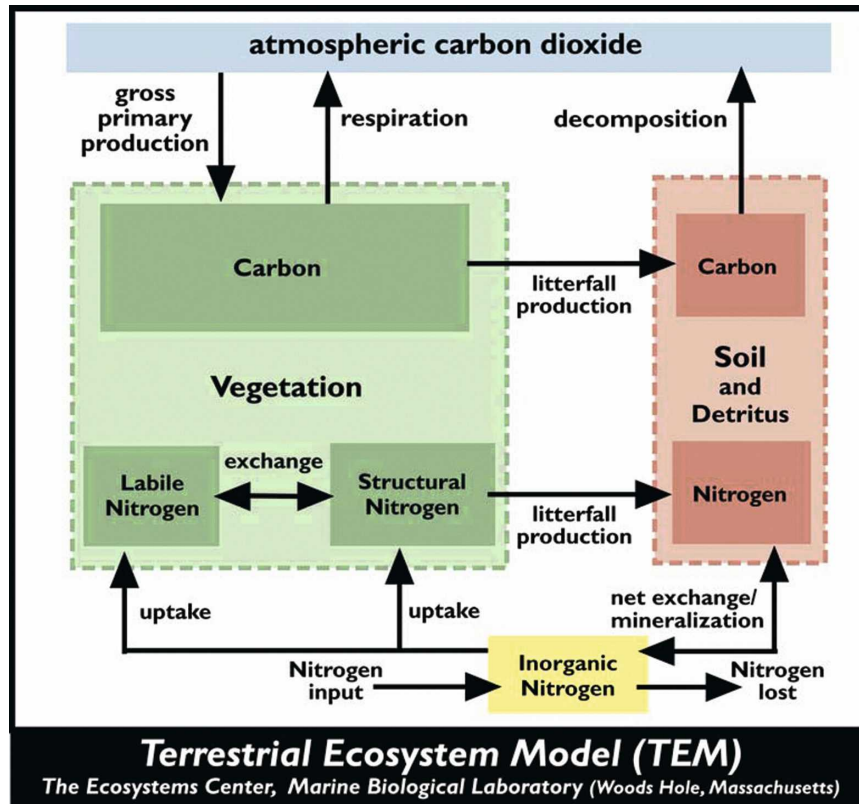 atmospheric carbon dioxide
gross
primary
production
respiration
decomposition
Carbon
litterfall
production
Carbon
Vegetation
Soil
and
Detritus
Labile
Nitrogen
exchange
Structural
Nitrogen
litterfall
production
Nitrogen
uptake
uptake
net exchange/
mineralization
Nitrogen
input
Inorganic
Nitrogen
Nitrogen
lost
Terrestrial Ecosystem Model (TEM)
The Ecosystems Center, Marine Biological Laboratory (Woods Hole, Massachusetts)